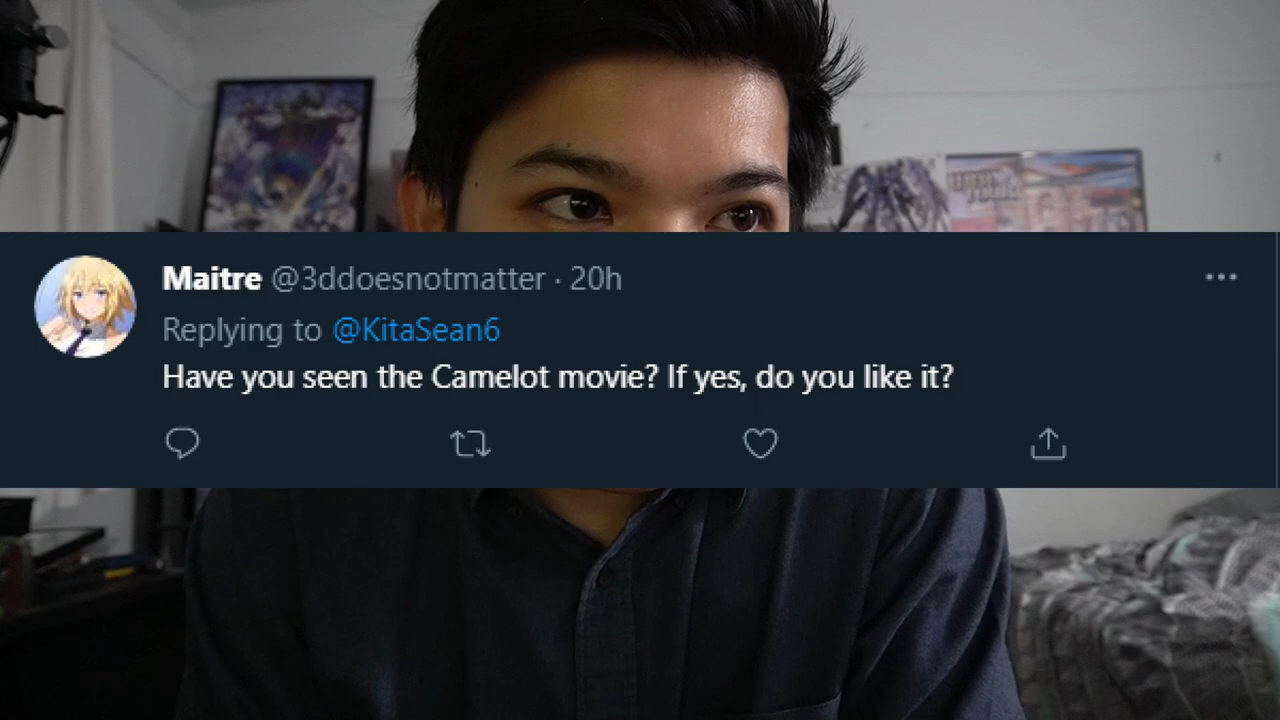 Maitre @3ddoesnotmatter · 20h
Replying to @KitaSean6
Have you seen the Camelot movie? If yes, do you like it?